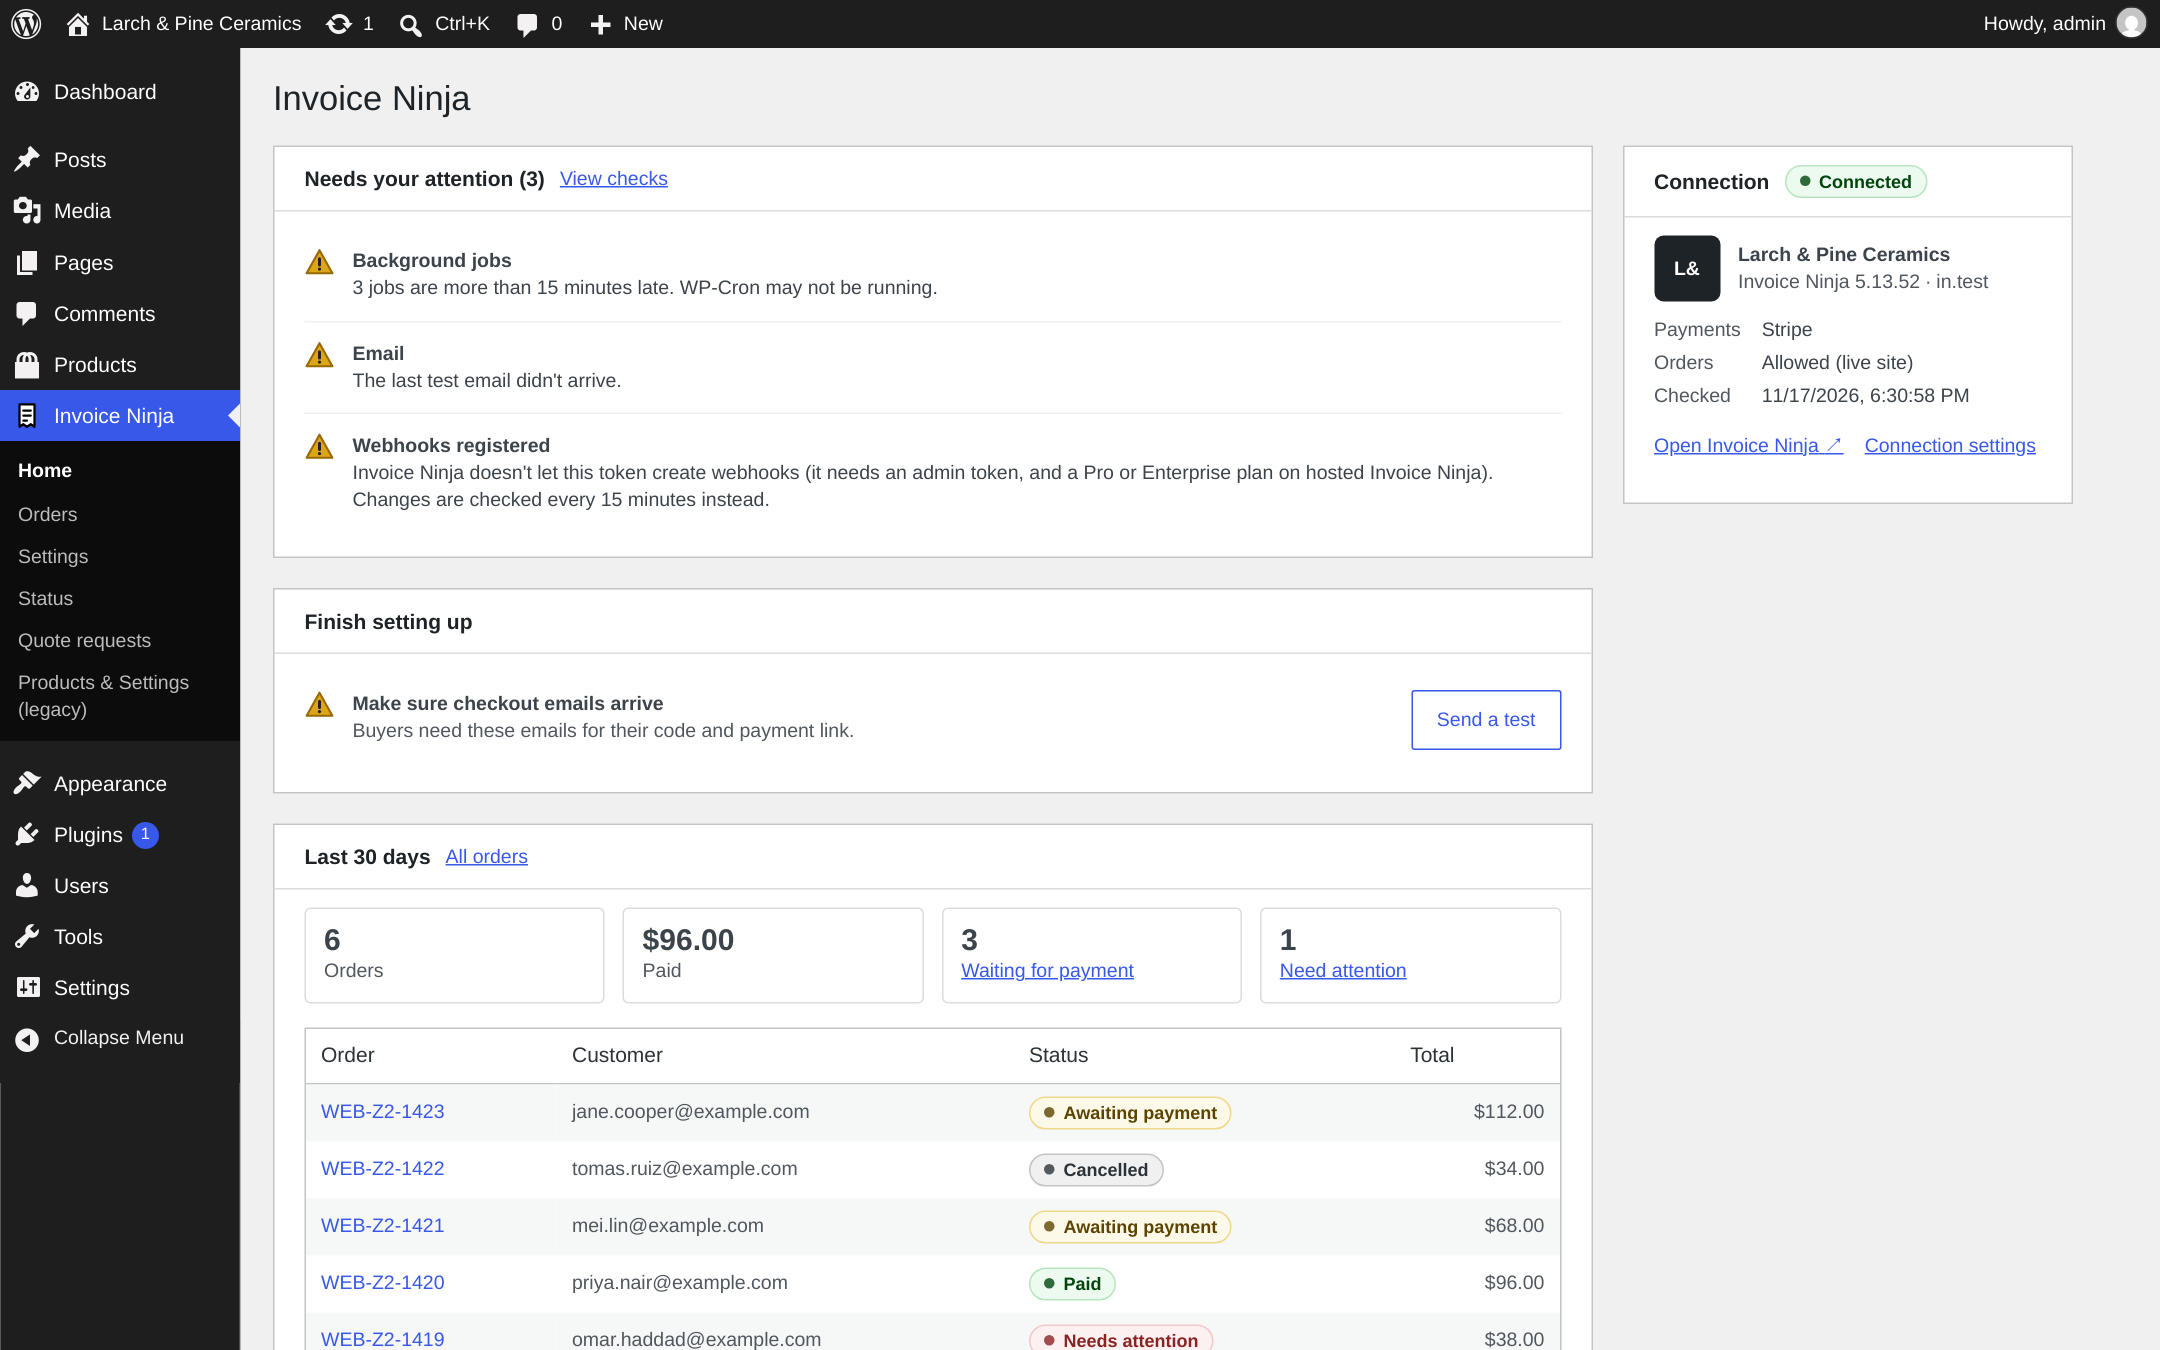 Larch & Pine Ceramics 1 Ctrl+K 0 New Howdy, admin
Dashboard
Posts
Media
Pages
Comments
Products
Invoice Ninja
Home
Orders
Settings
Status
Quote requests
Products & Settings
(legacy)
Appearance
Plugins 1
Users
Tools
Settings
Collapse Menu
Invoice Ninja
Needs your attention (3) View checks
Background jobs
3 jobs are more than 15 minutes late. WP-Cron may not be running.
Email
The last test email didn't arrive.
Webhooks registered
Invoice Ninja doesn't let this token create webhooks (it needs an admin token, and a Pro or Enterprise plan on hosted Invoice Ninja).
Changes are checked every 15 minutes instead.
Finish setting up
Make sure checkout emails arrive
Buyers need these emails for their code and payment link.
Send a test
Last 30 days All orders
6
Orders
$96.00
Paid
3
Waiting for payment
1
Need attention
Order Customer Status Total
WEB-Z2-1423 jane.cooper@example.com Awaiting payment $112.00
WEB-Z2-1422 tomas.ruiz@example.com Cancelled $34.00
WEB-Z2-1421 mei.lin@example.com Awaiting payment $68.00
WEB-Z2-1420 priya.nair@example.com Paid $96.00
WEB-Z2-1419 omar.haddad@example.com Needs attention $38.00
Connection Connected
L&
Larch & Pine Ceramics
Invoice Ninja 5.13.52 · in.test
Payments Stripe
Orders Allowed (live site)
Checked 11/17/2026, 6:30:58 PM
Open Invoice Ninja ↗ Connection settings